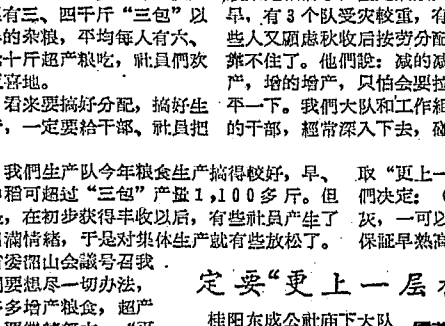 有三、四千斤“三包”以
的杂粮，平均每人有六、
十斤超产粮吃，社員們欢
喜地。
看来要搞好分配，搞好生
，一定要給干部、社員把
早，有3个队受灾較重，有
些人又顾虑秋收后按劳分配
靠不住了。他們說：减的减
产，增的增产，只怕会要拉
平一下。我們大队和工作組
的干部，經常深入下去，
我們生产队今年粮食生产搞得較好，早、
稻可超过“三包”产量1,100多斤。但
，在初步获得丰收以后，有些社員产生了
满情緒，于是对集体生产就有些放松了。
委韶山会議号召我
要想尽一切办法，
多增产粮食，超产
取“更上一
們决定：
灰，一可以
保証早熟高
定要“更上一层
桂阳东成公社庙下大队